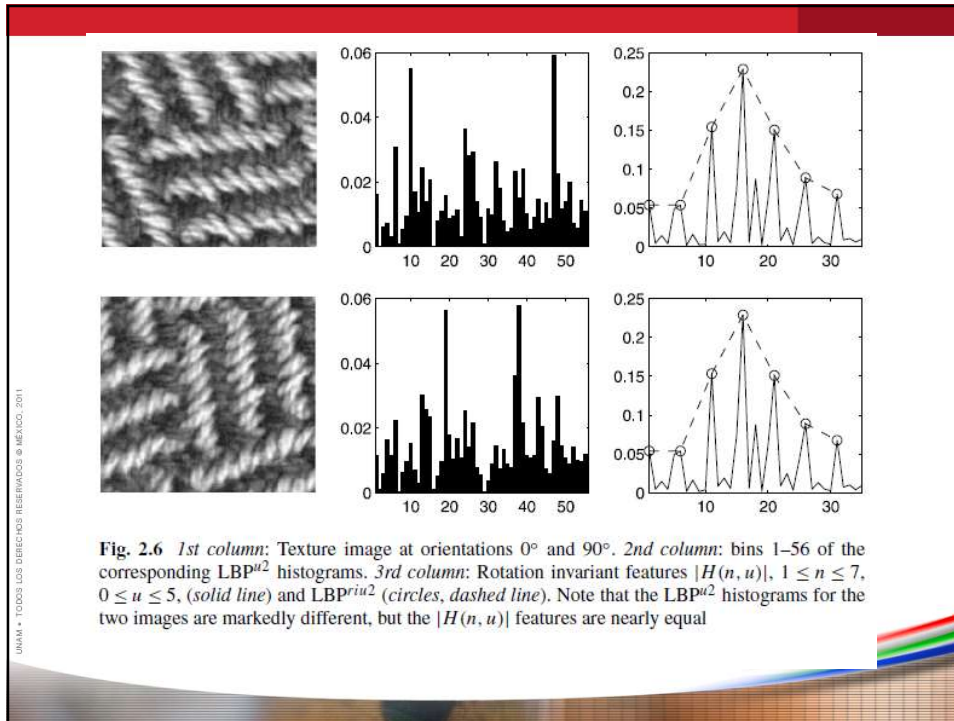 0.06
0.04
0.02
0
10 20 30 40 50
0.25
0.2
0.15
0.1
0.05
0
10 20 30
0.06
0.04
0.02
0
10 20 30 40 50
0.25
0.2
0.15
0.1
0.05
0
10 20 30
Fig. 2.6 1st column: Texture image at orientations 0° and 90°. 2nd column: bins 1–56 of the
corresponding LBP^u2 histograms. 3rd column: Rotation invariant features |H(n, u)|, 1 ≤ n ≤ 7,
0 ≤ u ≤ 5, (solid line) and LBP^riu2 (circles, dashed line). Note that the LBP^u2 histograms for the
two images are markedly different, but the |H(n, u)| features are nearly equal
UNAM • TODOS LOS DERECHOS RESERVADOS © MÉXICO, 2011